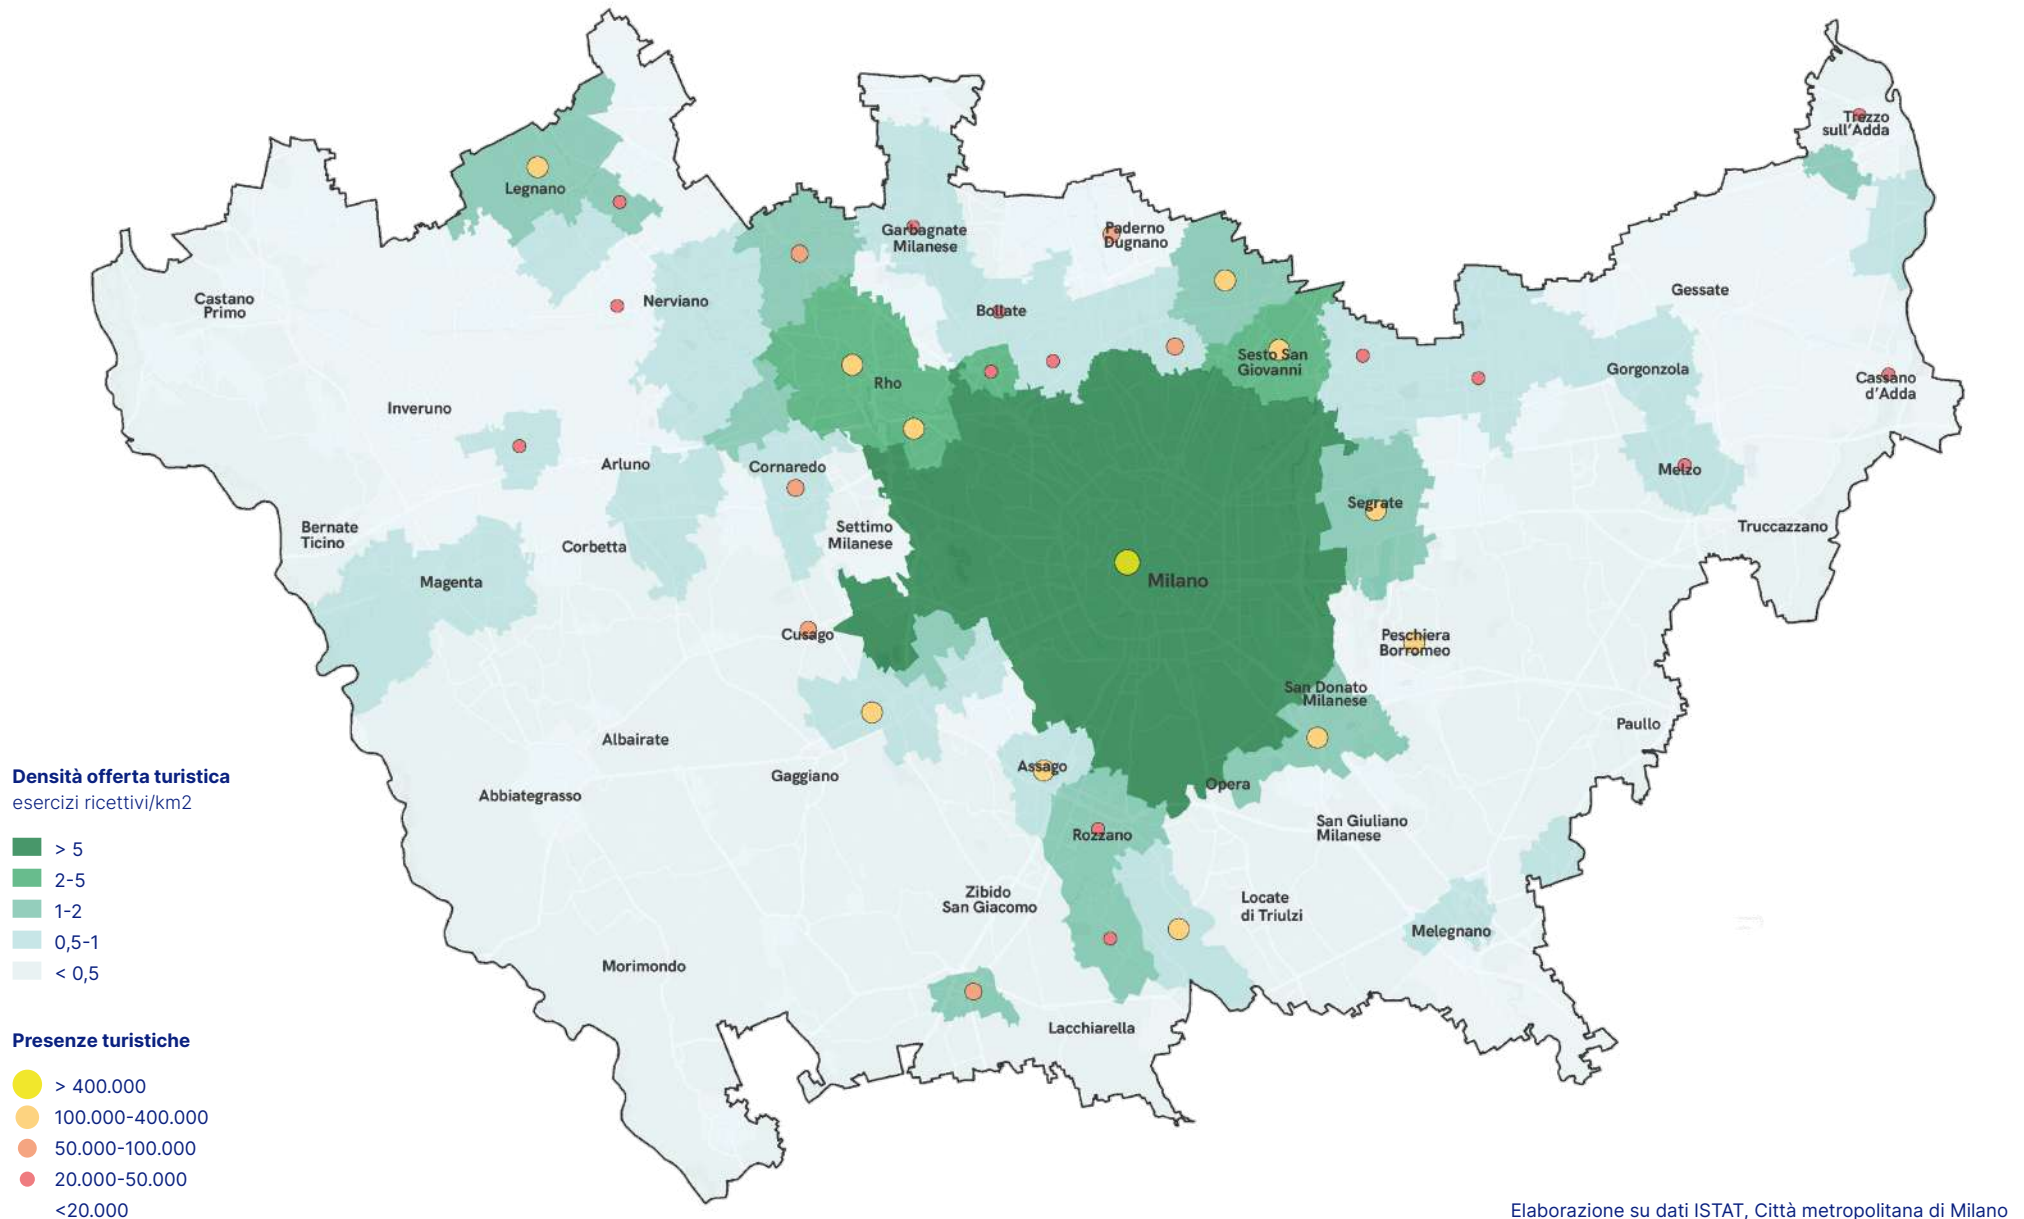 Trezzo
sull'Adda
Legnano
Garbagnate
Milanese
Paderno
Dugnano
Castano
Primo
Nerviano
Gessate
Bollate
Sesto San
Giovanni
Gorgonzola
Rho
Cassano
d'Adda
Inveruno
Arluno
Cornaredo
Melzo
Segrate
Bernate
Ticino
Settimo
Milanese
Truccazzano
Corbetta
Magenta
Milano
Cusago
Peschiera
Borromeo
San Donato
Milanese
Paullo
Albairate
Assago
Gaggiano
Opera
Abbiategrasso
San Giuliano
Milanese
Rozzano
Zibido
San Giacomo
Locate
di Triulzi
Melegnano
Morimondo
Lacchiarella
Densità offerta turistica
esercizi ricettivi/km2
> 5
2-5
1-2
0,5-1
< 0,5
Presenze turistiche
> 400.000
100.000-400.000
50.000-100.000
20.000-50.000
<20.000
Elaborazione su dati ISTAT, Città metropolitana di Milano